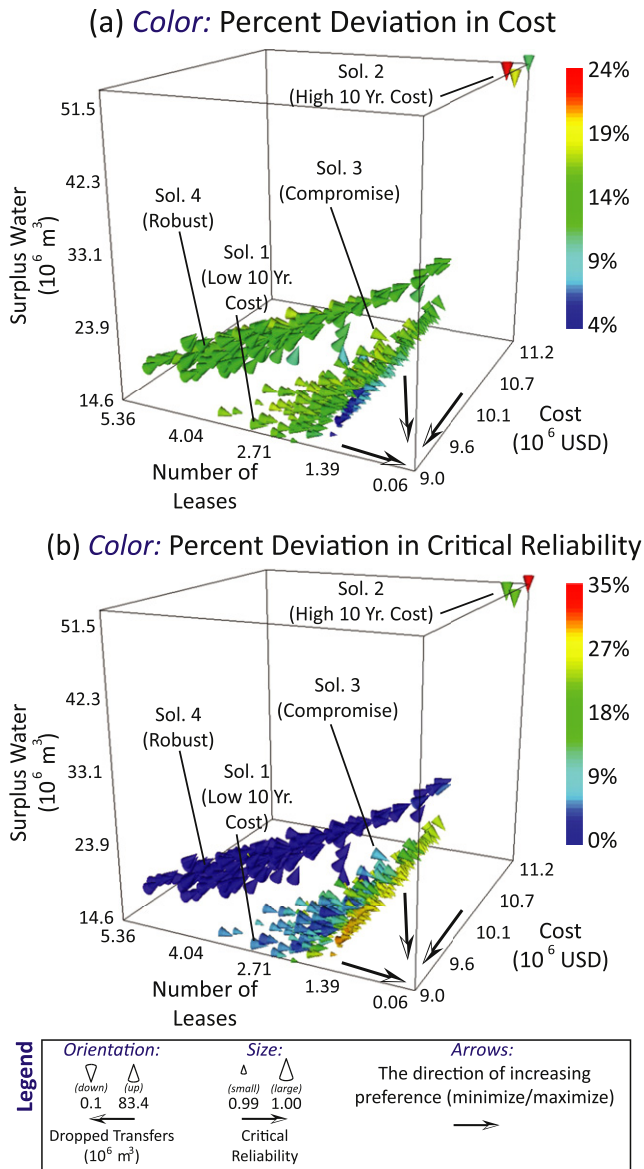 (a) Color: Percent Deviation in Cost
Sol. 2
(High 10 Yr. Cost)
24%
19%
14%
9%
4%
51.5
42.3
33.1
23.9
14.6
Surplus Water
(10⁶ m³)
Sol. 3
(Compromise)
Sol. 4
(Robust)
Sol. 1
(Low 10 Yr.
Cost)
5.36
4.04
2.71
1.39
0.06
Number of
Leases
11.2
10.7
10.1
9.6
9.0
Cost
(10⁶ USD)
(b) Color: Percent Deviation in Critical Reliability
Sol. 2
(High 10 Yr. Cost)
35%
27%
18%
9%
0%
51.5
42.3
33.1
23.9
14.6
Surplus Water
(10⁶ m³)
Sol. 3
(Compromise)
Sol. 4
(Robust)
Sol. 1
(Low 10 Yr.
Cost)
5.36
4.04
2.71
1.39
0.06
Number of
Leases
11.2
10.7
10.1
9.6
9.0
Cost
(10⁶ USD)
Legend
Orientation:
(down) (up)
0.1 83.4
Dropped Transfers
(10⁶ m³)
Size:
(small) (large)
0.99 1.00
Critical
Reliability
Arrows:
The direction of increasing
preference (minimize/maximize)